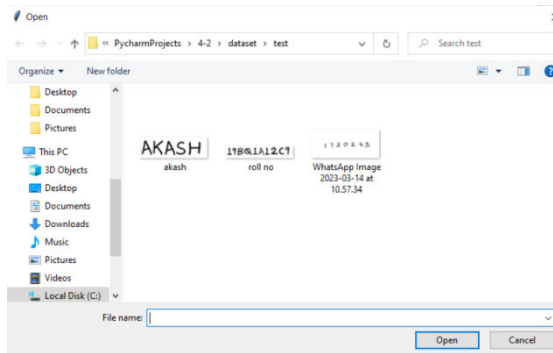 Open
« PycharmProjects > 4-2 > dataset > test
Search test
Organize
New folder
Desktop
Documents
Pictures
This PC
3D Objects
Desktop
Documents
Downloads
Music
Pictures
Videos
Local Disk (C:)
AKASH
akash
19BQ1A12C9
roll no
WhatsApp Image
2023-03-14 at
10.57.34
File name:
Open
Cancel